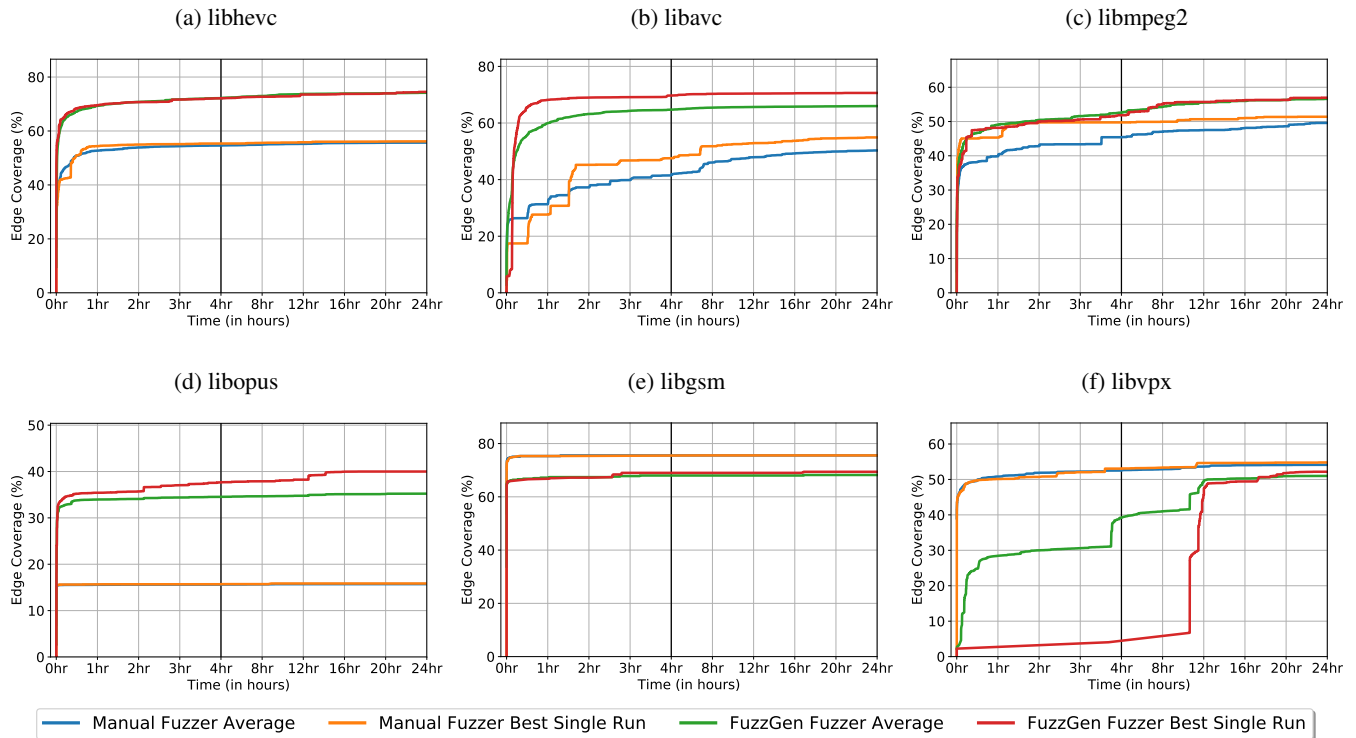 (a) libhevc
(b) libavc
(c) libmpeg2
80
60
40
20
0
Edge Coverage (%)
0hr 1hr 2hr 3hr 4hr 8hr 12hr 16hr 20hr 24hr
Time (in hours)
80
60
40
20
0
Edge Coverage (%)
0hr 1hr 2hr 3hr 4hr 8hr 12hr 16hr 20hr 24hr
Time (in hours)
60
50
40
30
20
10
0
Edge Coverage (%)
0hr 1hr 2hr 3hr 4hr 8hr 12hr 16hr 20hr 24hr
Time (in hours)
(d) libopus
(e) libgsm
(f) libvpx
50
40
30
20
10
0
Edge Coverage (%)
0hr 1hr 2hr 3hr 4hr 8hr 12hr 16hr 20hr 24hr
Time (in hours)
80
60
40
20
0
Edge Coverage (%)
0hr 1hr 2hr 3hr 4hr 8hr 12hr 16hr 20hr 24hr
Time (in hours)
60
50
40
30
20
10
0
Edge Coverage (%)
0hr 1hr 2hr 3hr 4hr 8hr 12hr 16hr 20hr 24hr
Time (in hours)
Manual Fuzzer Average
Manual Fuzzer Best Single Run
FuzzGen Fuzzer Average
FuzzGen Fuzzer Best Single Run